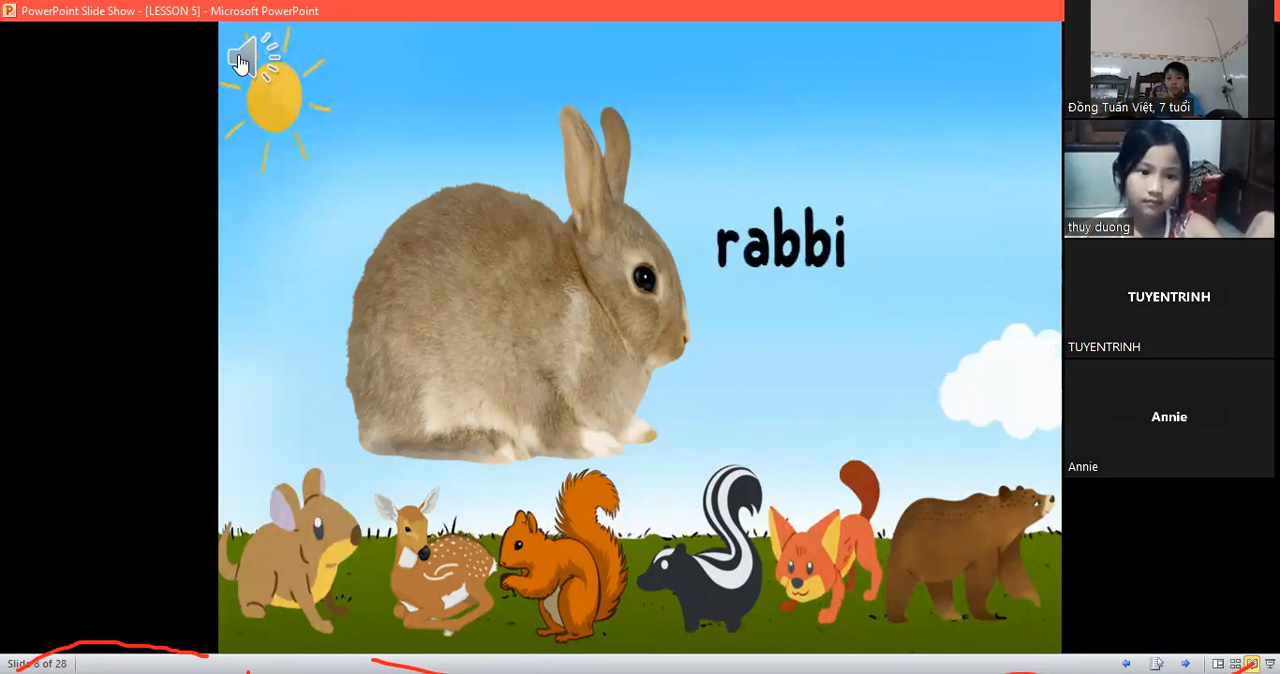 PowerPoint Slide Show - [LESSON 5] - Microsoft PowerPoint
rabbi
Đồng Tuấn Việt, 7 tuổi
thuy duong
TUYENTRINH
TUYENTRINH
Annie
Annie
Slide 8 of 28